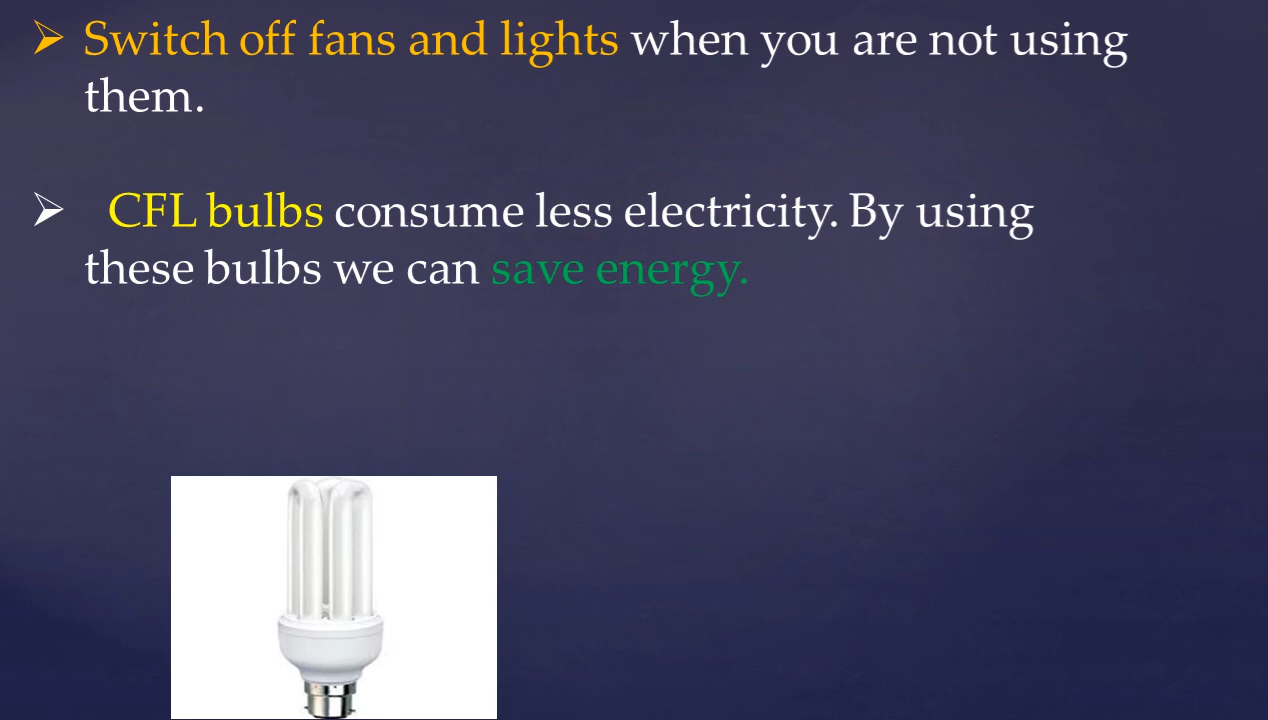 ➢ Switch off fans and lights when you are not using
them.
➢ CFL bulbs consume less electricity. By using
these bulbs we can save energy.